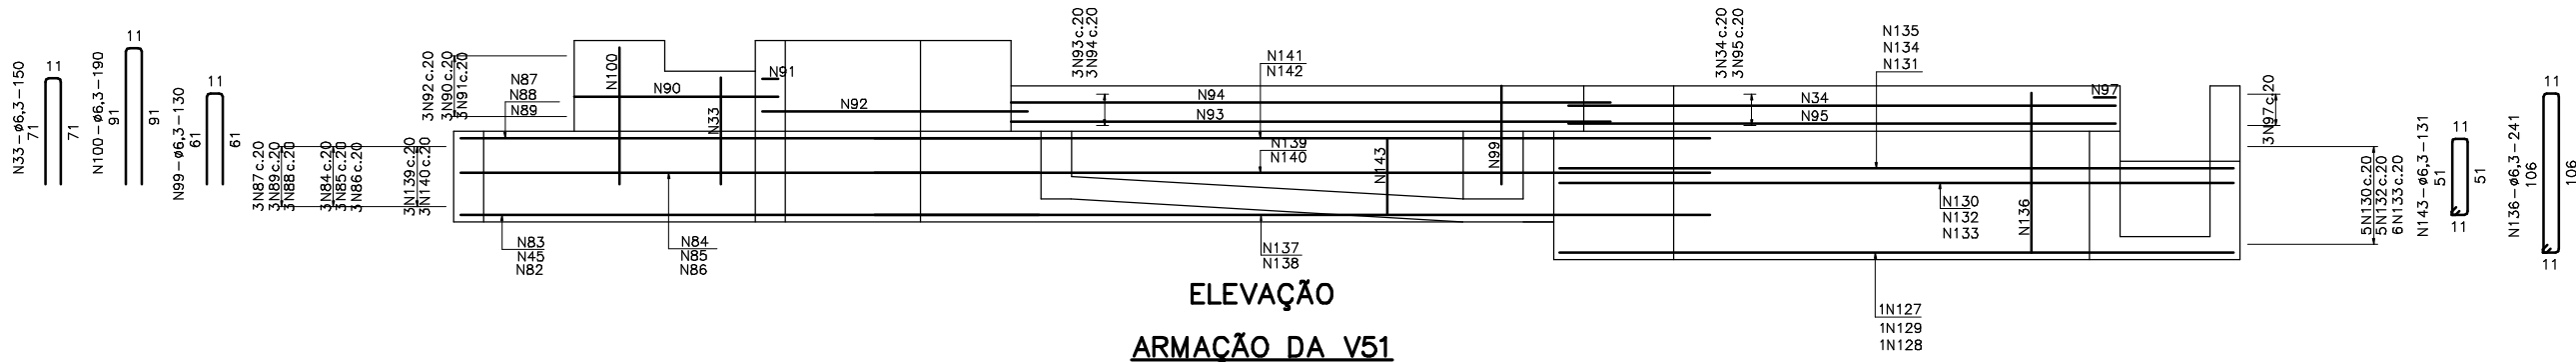 N33-ø6,3-150
11
71
71
N100-ø6,3-190
11
91
91
N99-ø6,3-130
11
61
61
3N87c.20
3N89c.20
3N88c.20
3N84c.20
3N85c.20
3N86c.20
3N139c.20
3N140c.20
3N92c.20
3N90c.20
3N91c.20
N87
N88
N89
N100
N90
N33
N91
N92
N83
N45
N82
N84
N85
N86
3N93c.20
3N94c.20
N94
N93
N141
N142
N139
N140
N143
N137
N138
N99
3N34c.20
3N95c.20
N34
N95
N135
N134
N131
N97
N136
N130
N132
N133
1N127
1N129
1N128
3N97c.20
5N130c.20
5N132c.20
6N133c.20
N143-ø6,3-131
11
51
51
11
N136-ø6,3-241
11
106
106
11
ELEVAÇÃO
ARMAÇÃO DA V51